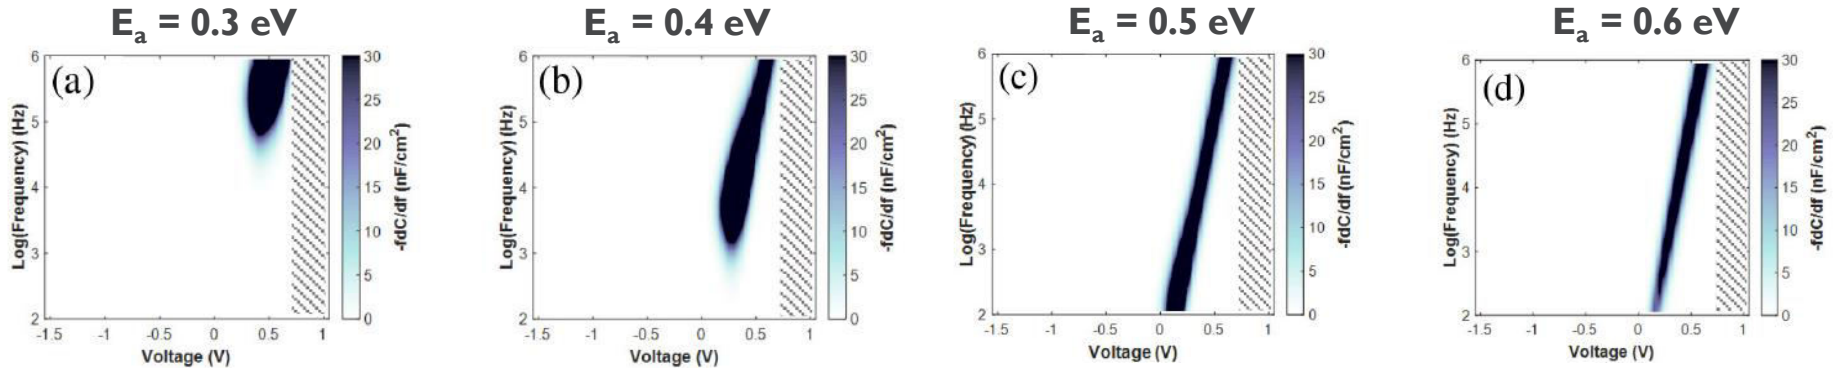 Ea = 0.3 eV
Ea = 0.4 eV
Ea = 0.5 eV
Ea = 0.6 eV
(a)
Log(Frequency) (Hz)
6
5
4
3
2
-1.5 -1 -0.5 0 0.5 1
Voltage (V)
30
25
20
15
10
5
0
-fdC/df (nF/cm2)
(b)
Log(Frequency) (Hz)
6
5
4
3
2
-1.5 -1 -0.5 0 0.5 1
Voltage (V)
30
25
20
15
10
5
0
-fdC/df (nF/cm2)
(c)
Log(Frequency) (Hz)
6
5
4
3
2
-1.5 -1 -0.5 0 0.5 1
Voltage (V)
30
25
20
15
10
5
0
-fdC/df (nF/cm2)
(d)
Log(Frequency) (Hz)
6
5
4
3
2
-1.5 -1 -0.5 0 0.5 1
Voltage (V)
30
25
20
15
10
5
0
-fdC/df (nF/cm2)